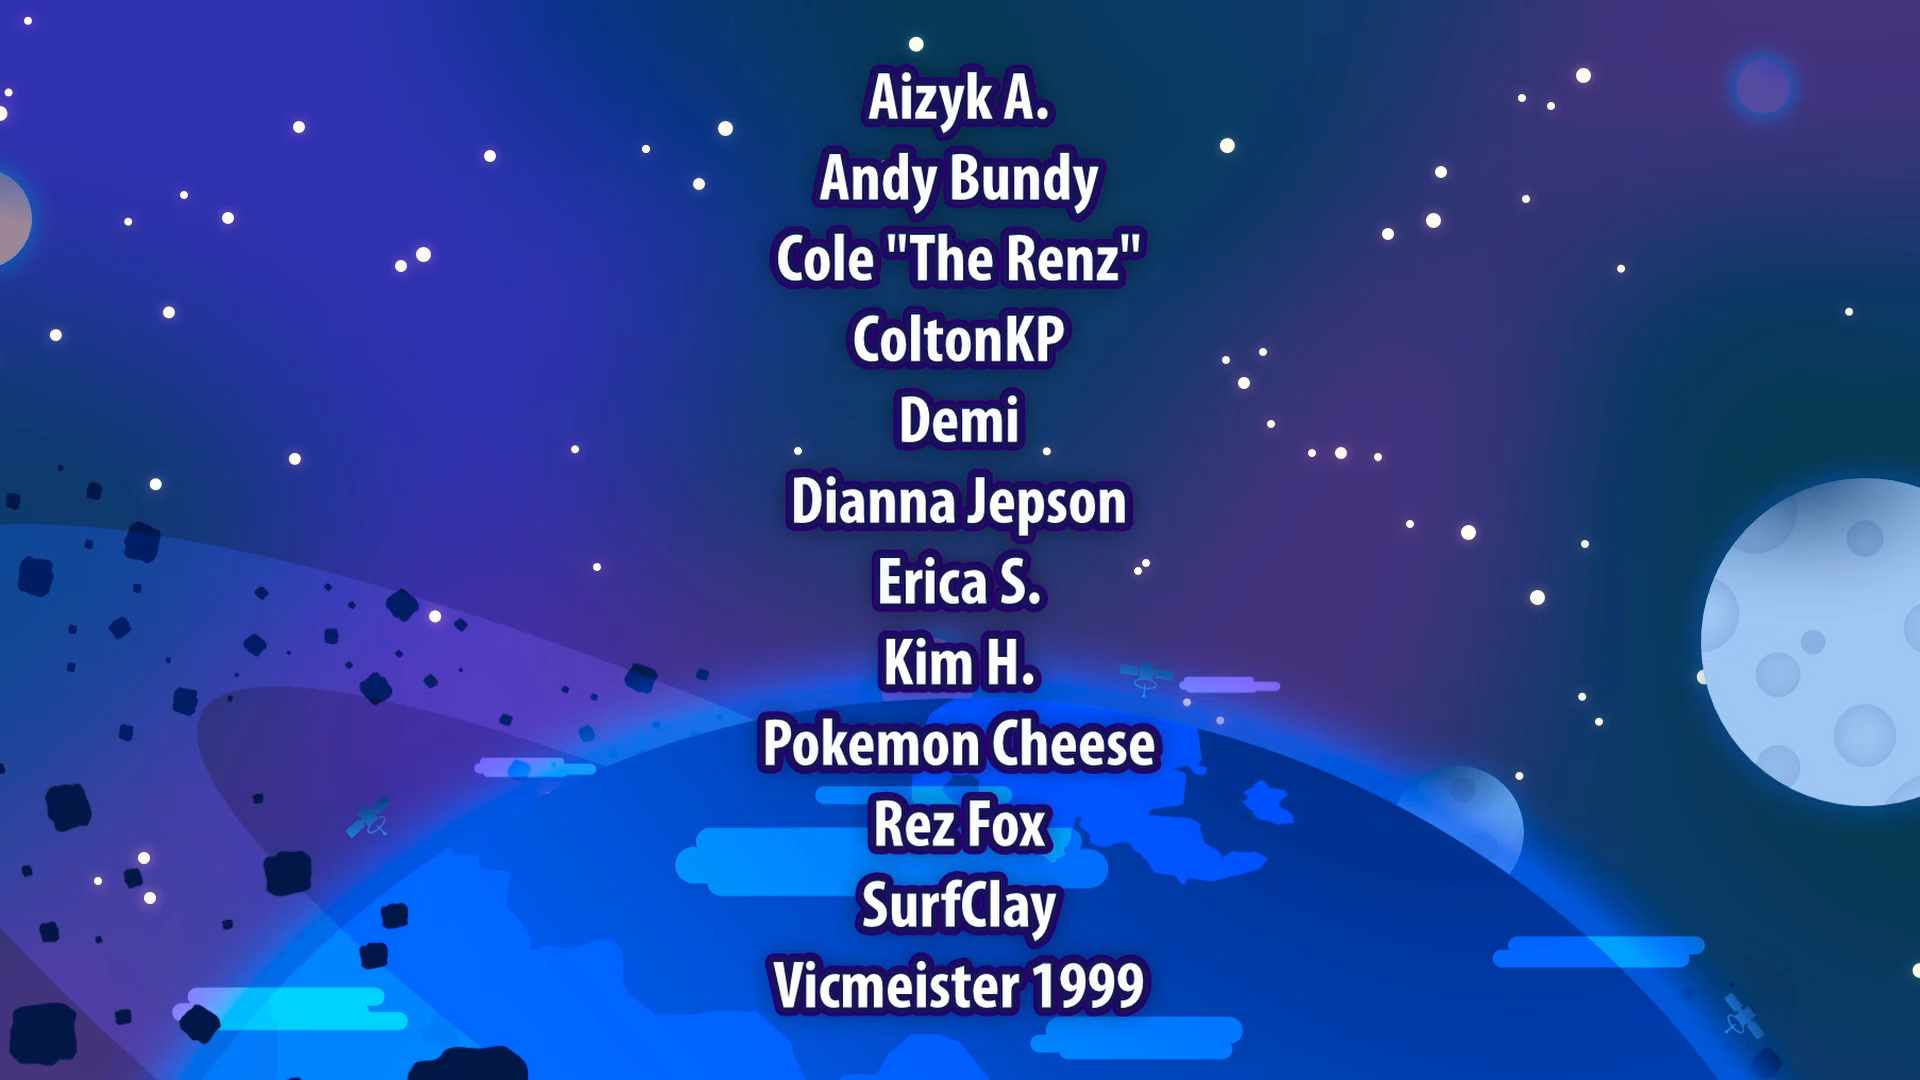 Aizyk A.
Andy Bundy
Cole "The Renz"
ColtonKP
Demi
Dianna Jepson
Erica S.
Kim H.
Pokemon Cheese
Rez Fox
SurfClay
Vicmeister 1999